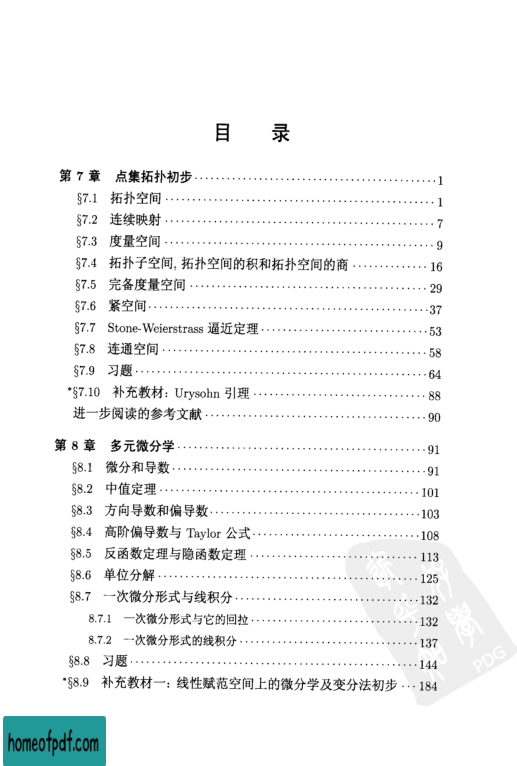 目 录
第 7 章 点集拓扑初步 ········ 1
§7.1 拓扑空间 ········ 1
§7.2 连续映射 ········ 7
§7.3 度量空间 ········ 9
§7.4 拓扑子空间, 拓扑空间的积和拓扑空间的商 ········ 16
§7.5 完备度量空间 ········ 29
§7.6 紧空间 ········ 37
§7.7 Stone-Weierstrass 逼近定理 ········ 53
§7.8 连通空间 ········ 58
§7.9 习题 ········ 64
*§7.10 补充教材: Urysohn 引理 ········ 88
进一步阅读的参考文献 ········ 90
第 8 章 多元微分学 ········ 91
§8.1 微分和导数 ········ 91
§8.2 中值定理 ········ 101
§8.3 方向导数和偏导数 ········ 103
§8.4 高阶偏导数与 Taylor 公式 ········ 108
§8.5 反函数定理与隐函数定理 ········ 113
§8.6 单位分解 ········ 125
§8.7 一次微分形式与线积分 ········ 132
8.7.1 一次微分形式与它的回拉 ········ 132
8.7.2 一次微分形式的线积分 ········ 137
§8.8 习题 ········ 144
*§8.9 补充教材一: 线性赋范空间上的微分学及变分法初步 ··· 184
PDG
homeofpdf.com